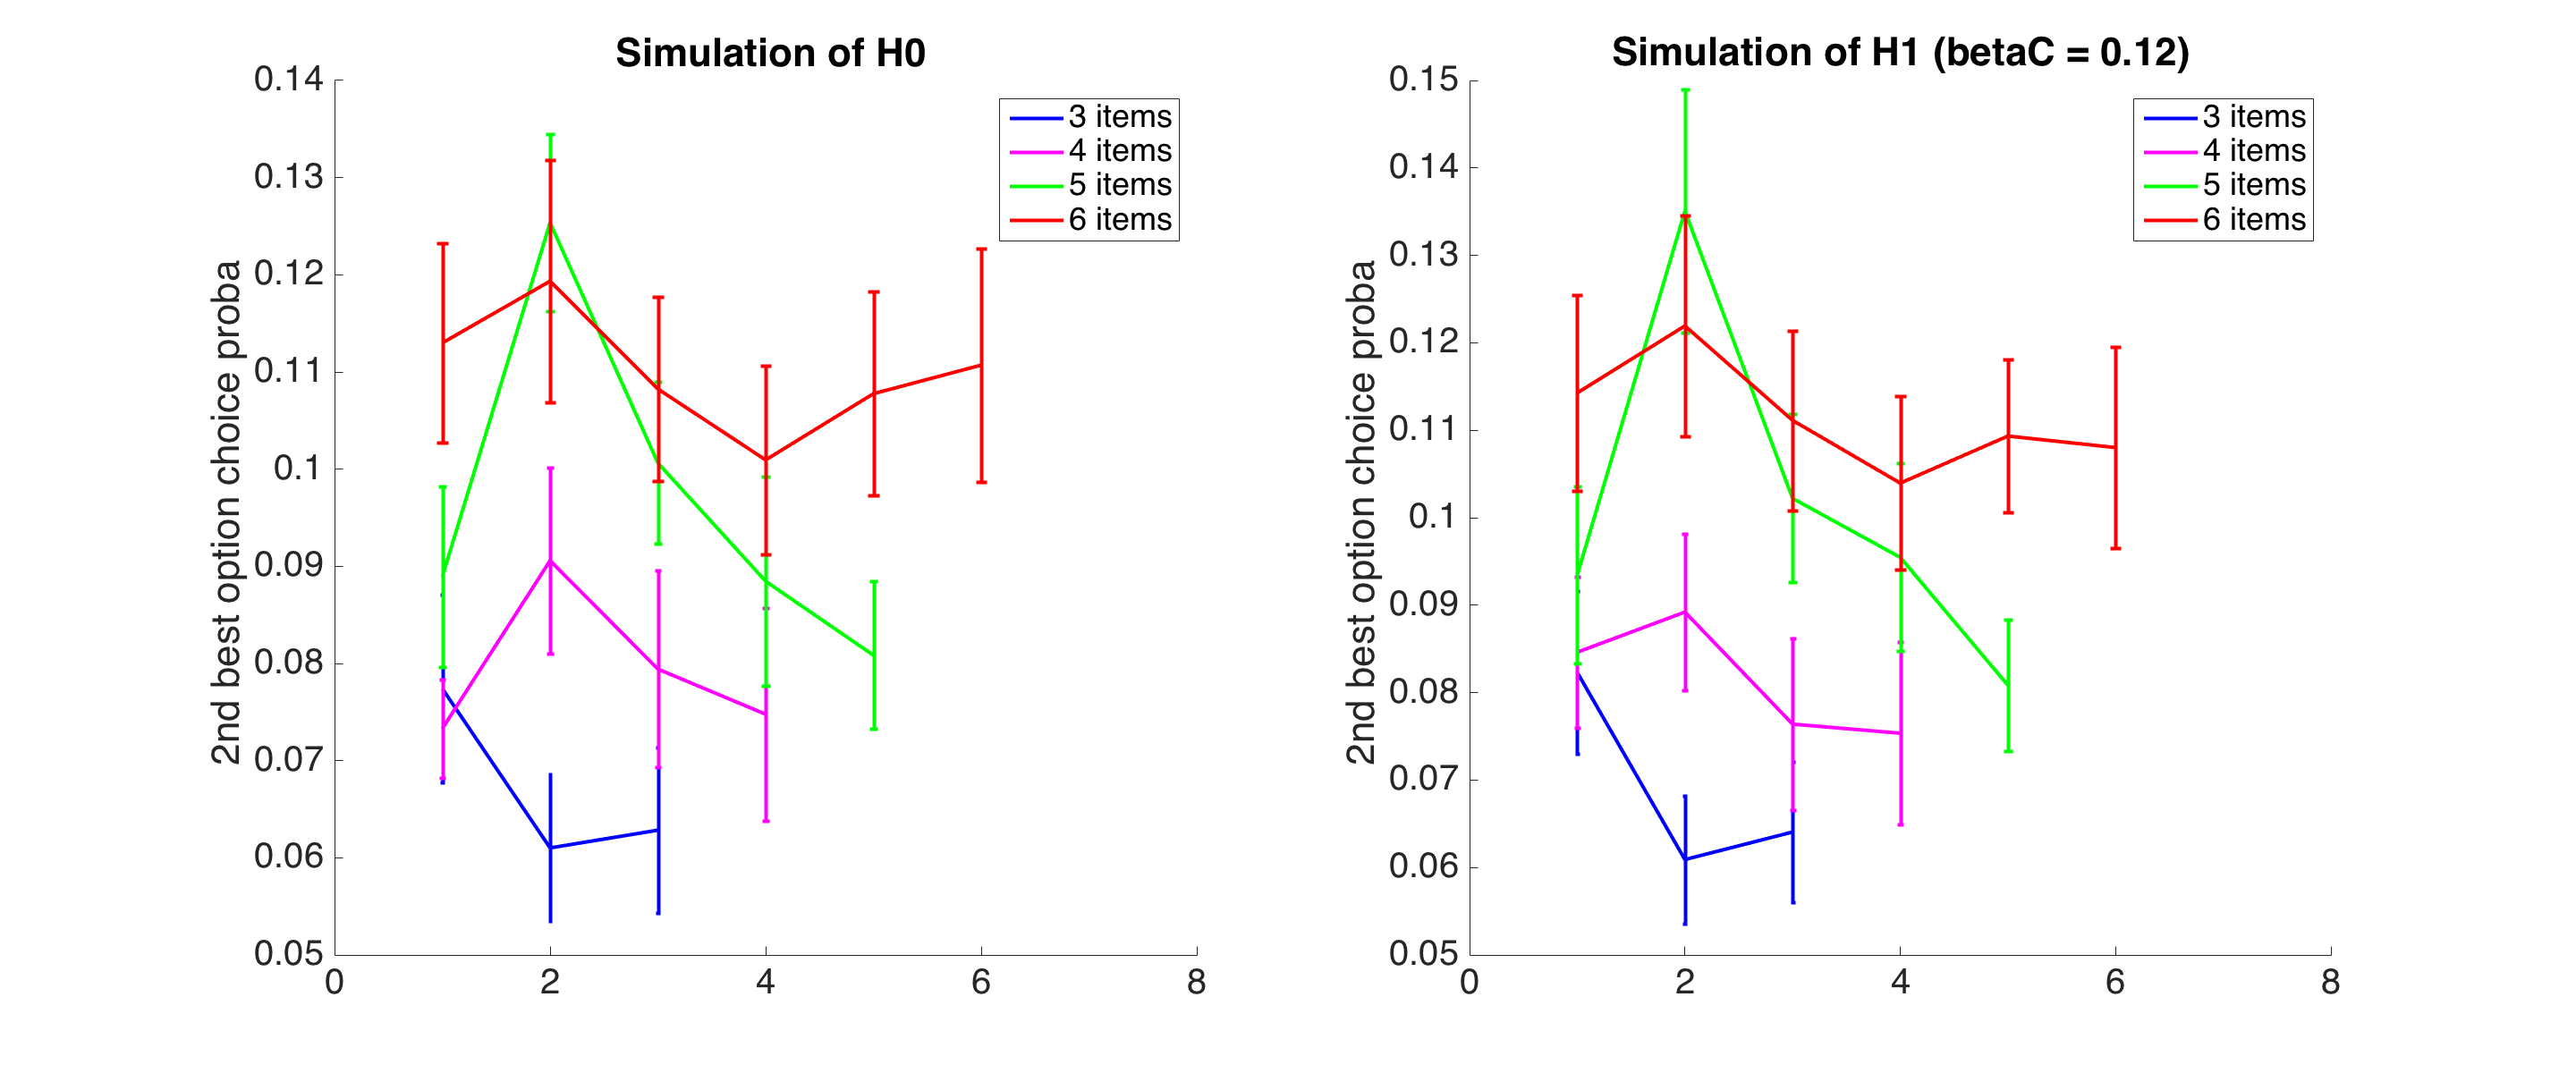 Simulation of H0
0.14
0.13
0.12
0.11
0.1
0.09
0.08
0.07
0.06
0.05
2nd best option choice proba
0 2 4 6 8
3 items
4 items
5 items
6 items
Simulation of H1 (betaC = 0.12)
0.15
0.14
0.13
0.12
0.11
0.1
0.09
0.08
0.07
0.06
0.05
2nd best option choice proba
0 2 4 6 8
3 items
4 items
5 items
6 items